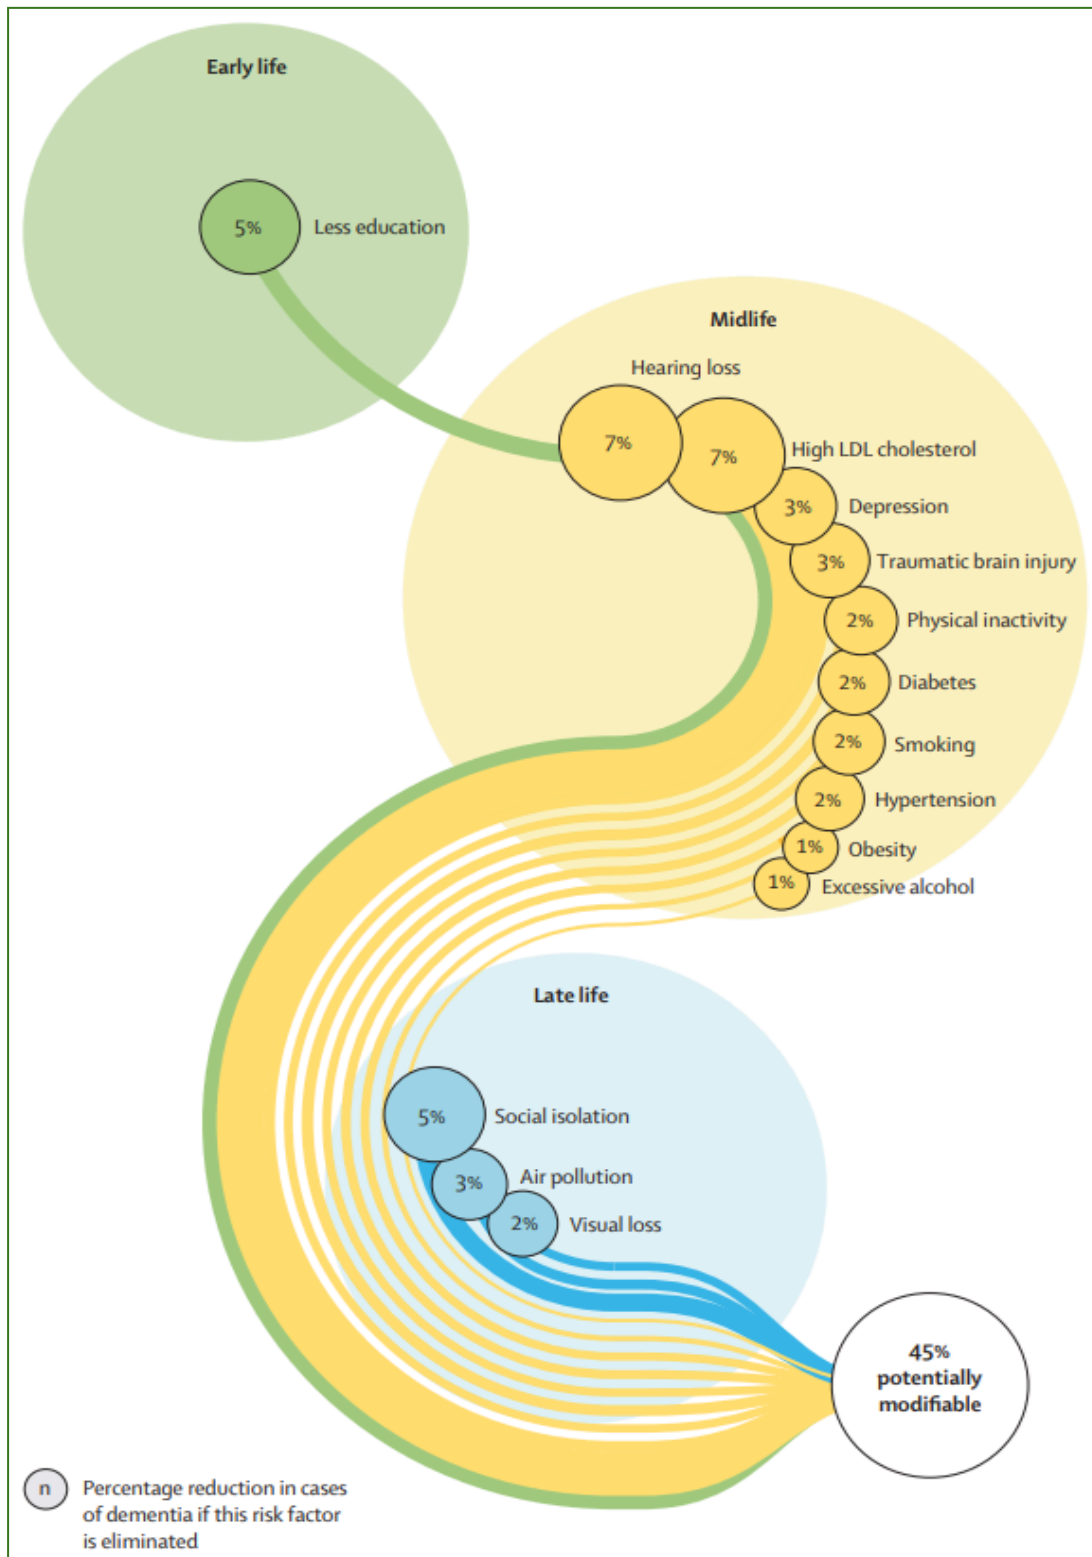 Early life
5%
Less education
Midlife
Hearing loss
7%
7%
High LDL cholesterol
3%
Depression
3%
Traumatic brain injury
2%
Physical inactivity
2%
Diabetes
2%
Smoking
2%
Hypertension
1%
Obesity
1%
Excessive alcohol
Late life
5%
Social isolation
3%
Air pollution
2%
Visual loss
45%
potentially
modifiable
n
Percentage reduction in cases
of dementia if this risk factor
is eliminated